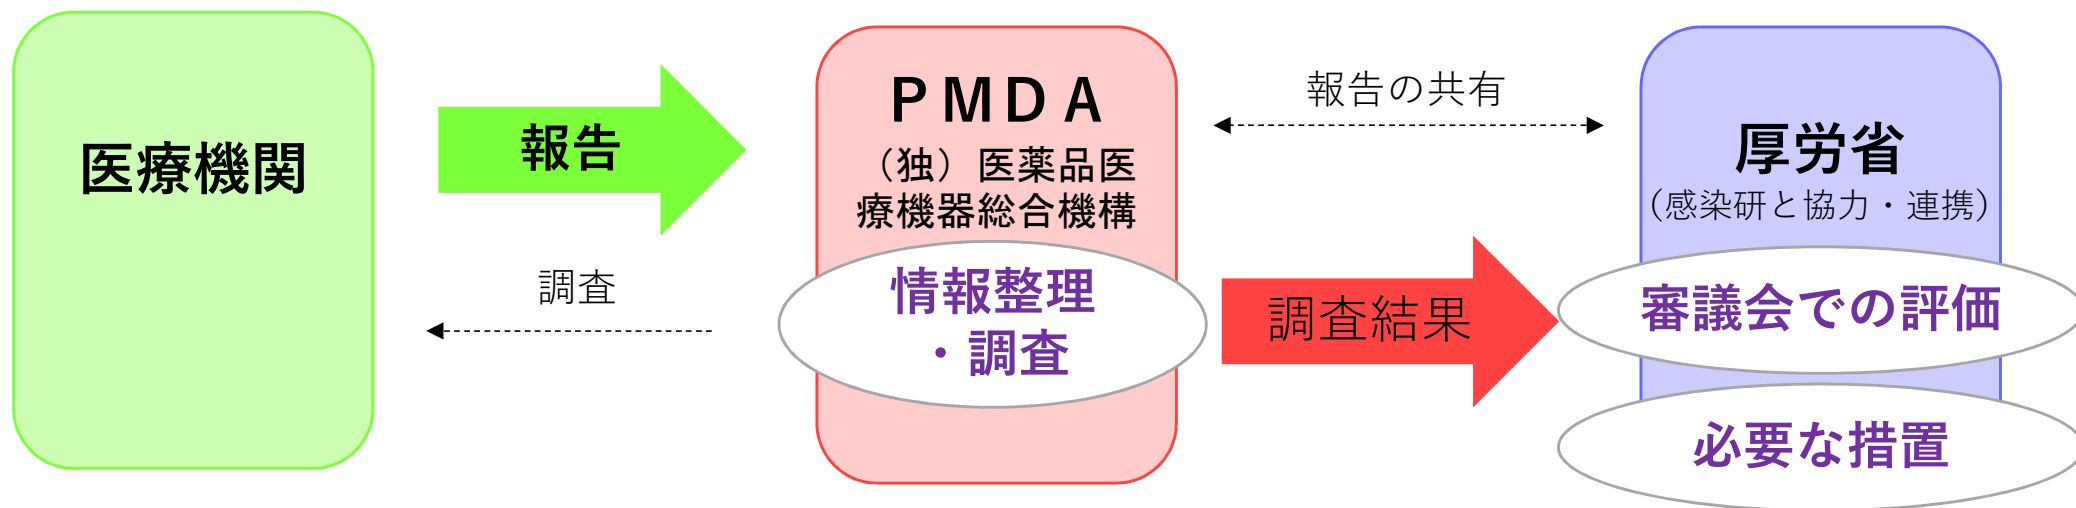 医療機関
報告
調査
ＰＭＤＡ
（独）医薬品医
療機器総合機構
情報整理
・調査
報告の共有
調査結果
厚労省
（感染研と協力・連携）
審議会での評価
必要な措置